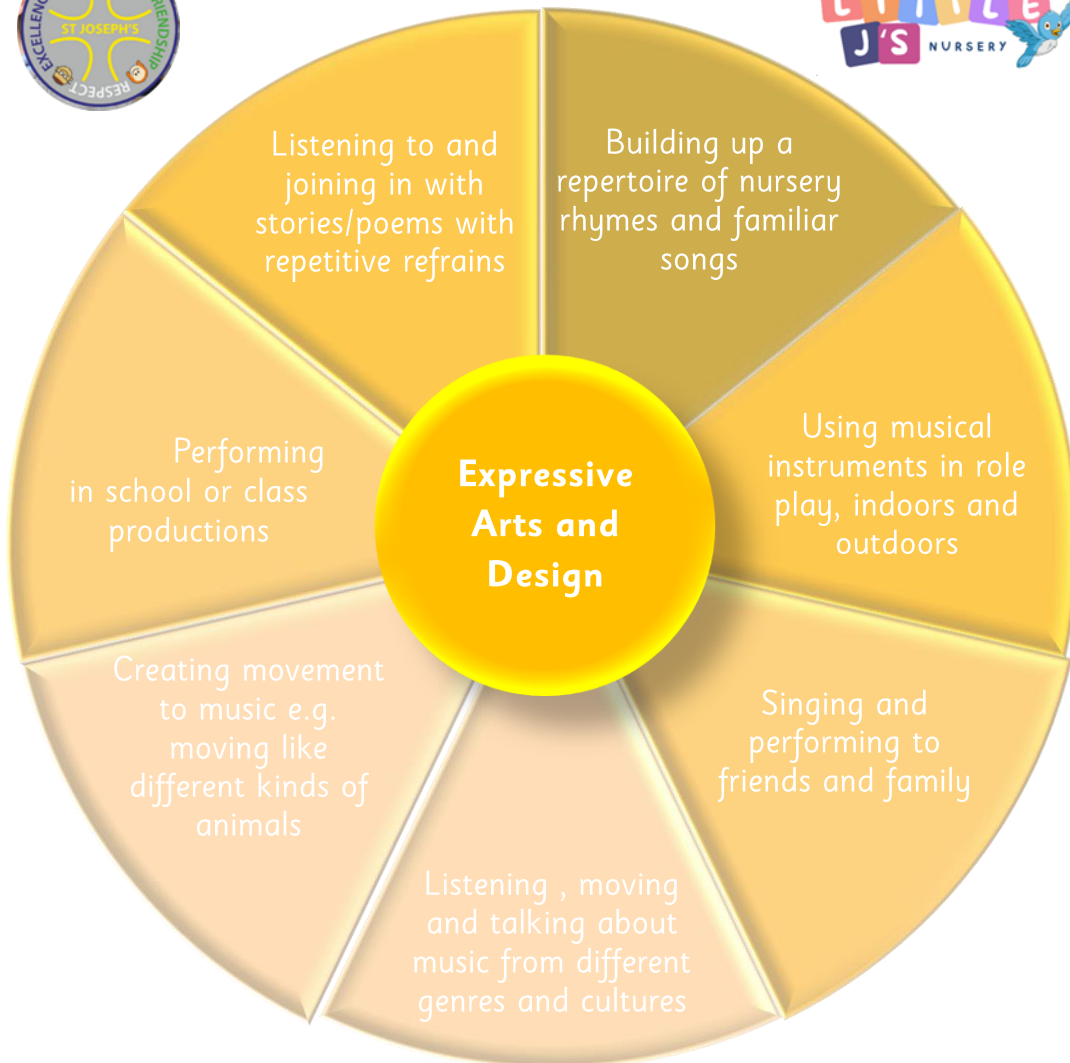 EXCELLENCE
FRIENDSHIP
RESPECT
ST JOSEPH'S
LITTLE
J'S NURSERY
Listening to and
joining in with
stories/poems with
repetitive refrains
Building up a
repertoire of nursery
rhymes and familiar
songs
Using musical
instruments in role
play, indoors and
outdoors
Singing and
performing to
friends and family
Listening , moving
and talking about
music from different
genres and cultures
Creating movement
to music e.g.
moving like
different kinds of
animals
Performing
in school or class
productions
Expressive
Arts and
Design